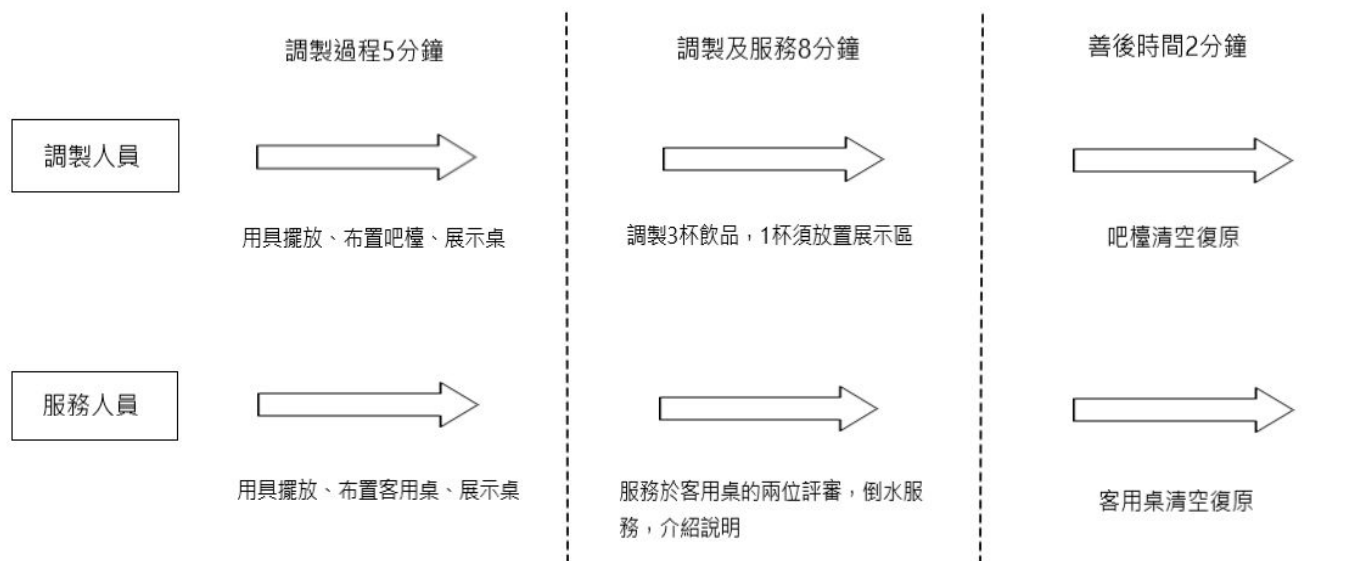 調製過程5分鐘
調製及服務8分鐘
善後時間2分鐘
調製人員
用具擺放、布置吧檯、展示桌
調製3杯飲品，1杯須放置展示區
吧檯清空復原
服務人員
用具擺放、布置客用桌、展示桌
服務於客用桌的兩位評審，倒水服
務，介紹說明
客用桌清空復原